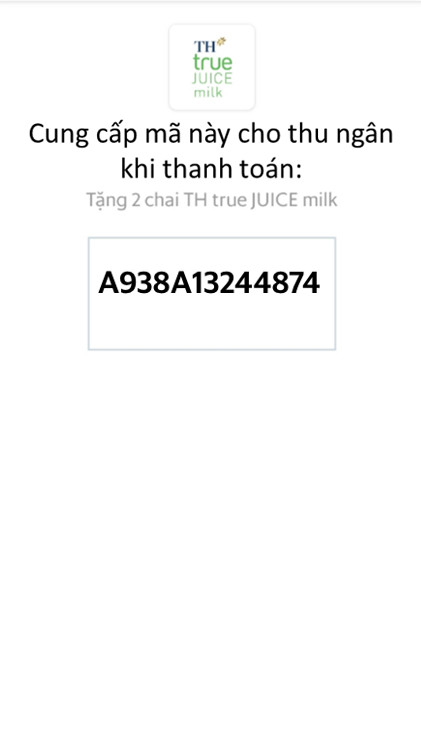 TH
true
JUICE
milk
Cung cấp mã này cho thu ngân
khi thanh toán:
Tặng 2 chai TH true JUICE milk
A938A13244874